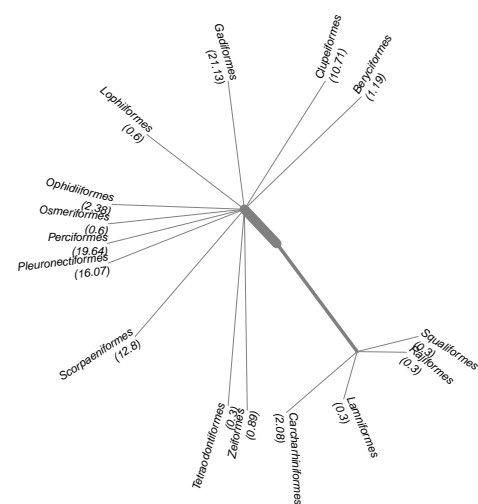 Gadiformes
(21.13)
Clupeiformes
(10.71)
Beryciformes
(1.19)
Lophiiformes
(0.6)
Ophidiiformes
(2.38)
Osmeriformes
(0.6)
Perciformes
(19.64)
Pleuronectiformes
(16.07)
Scorpaeniformes
(12.8)
Tetraodontiformes
(0.3)
Zeiformes
(0.89)
Carcharhiniformes
(2.08)
Lamniformes
(0.3)
Squaliformes
(0.3)
Rajiformes
(0.3)